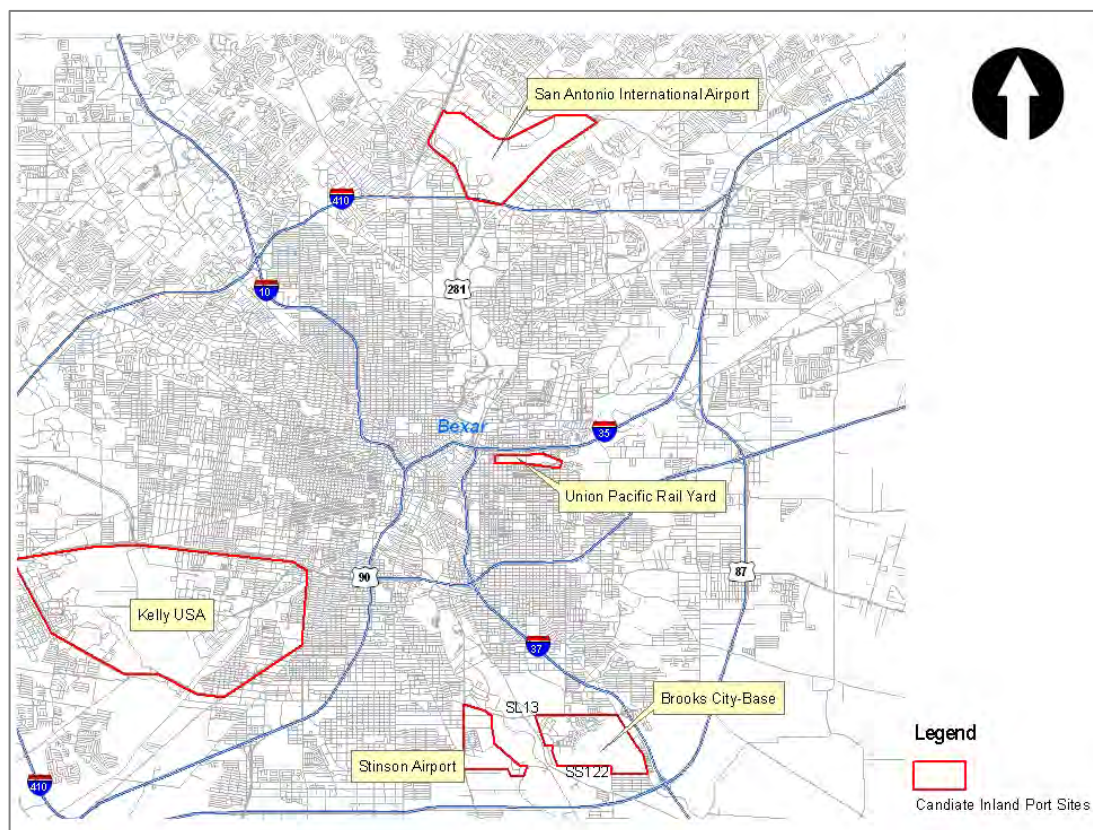 San Antonio International Airport
410
10
281
Bexar
35
Union Pacific Rail Yard
90
87
Kelly USA
37
Brooks City-Base
SL13
Stinson Airport
SS122
410
Legend
Candiate Inland Port Sites